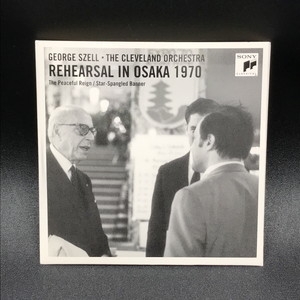 GEORGE SZELL • THE CLEVELAND ORCHESTRA
REHEARSAL IN OSAKA 1970
The Peaceful Reign / Star-Spangled Banner
SONY